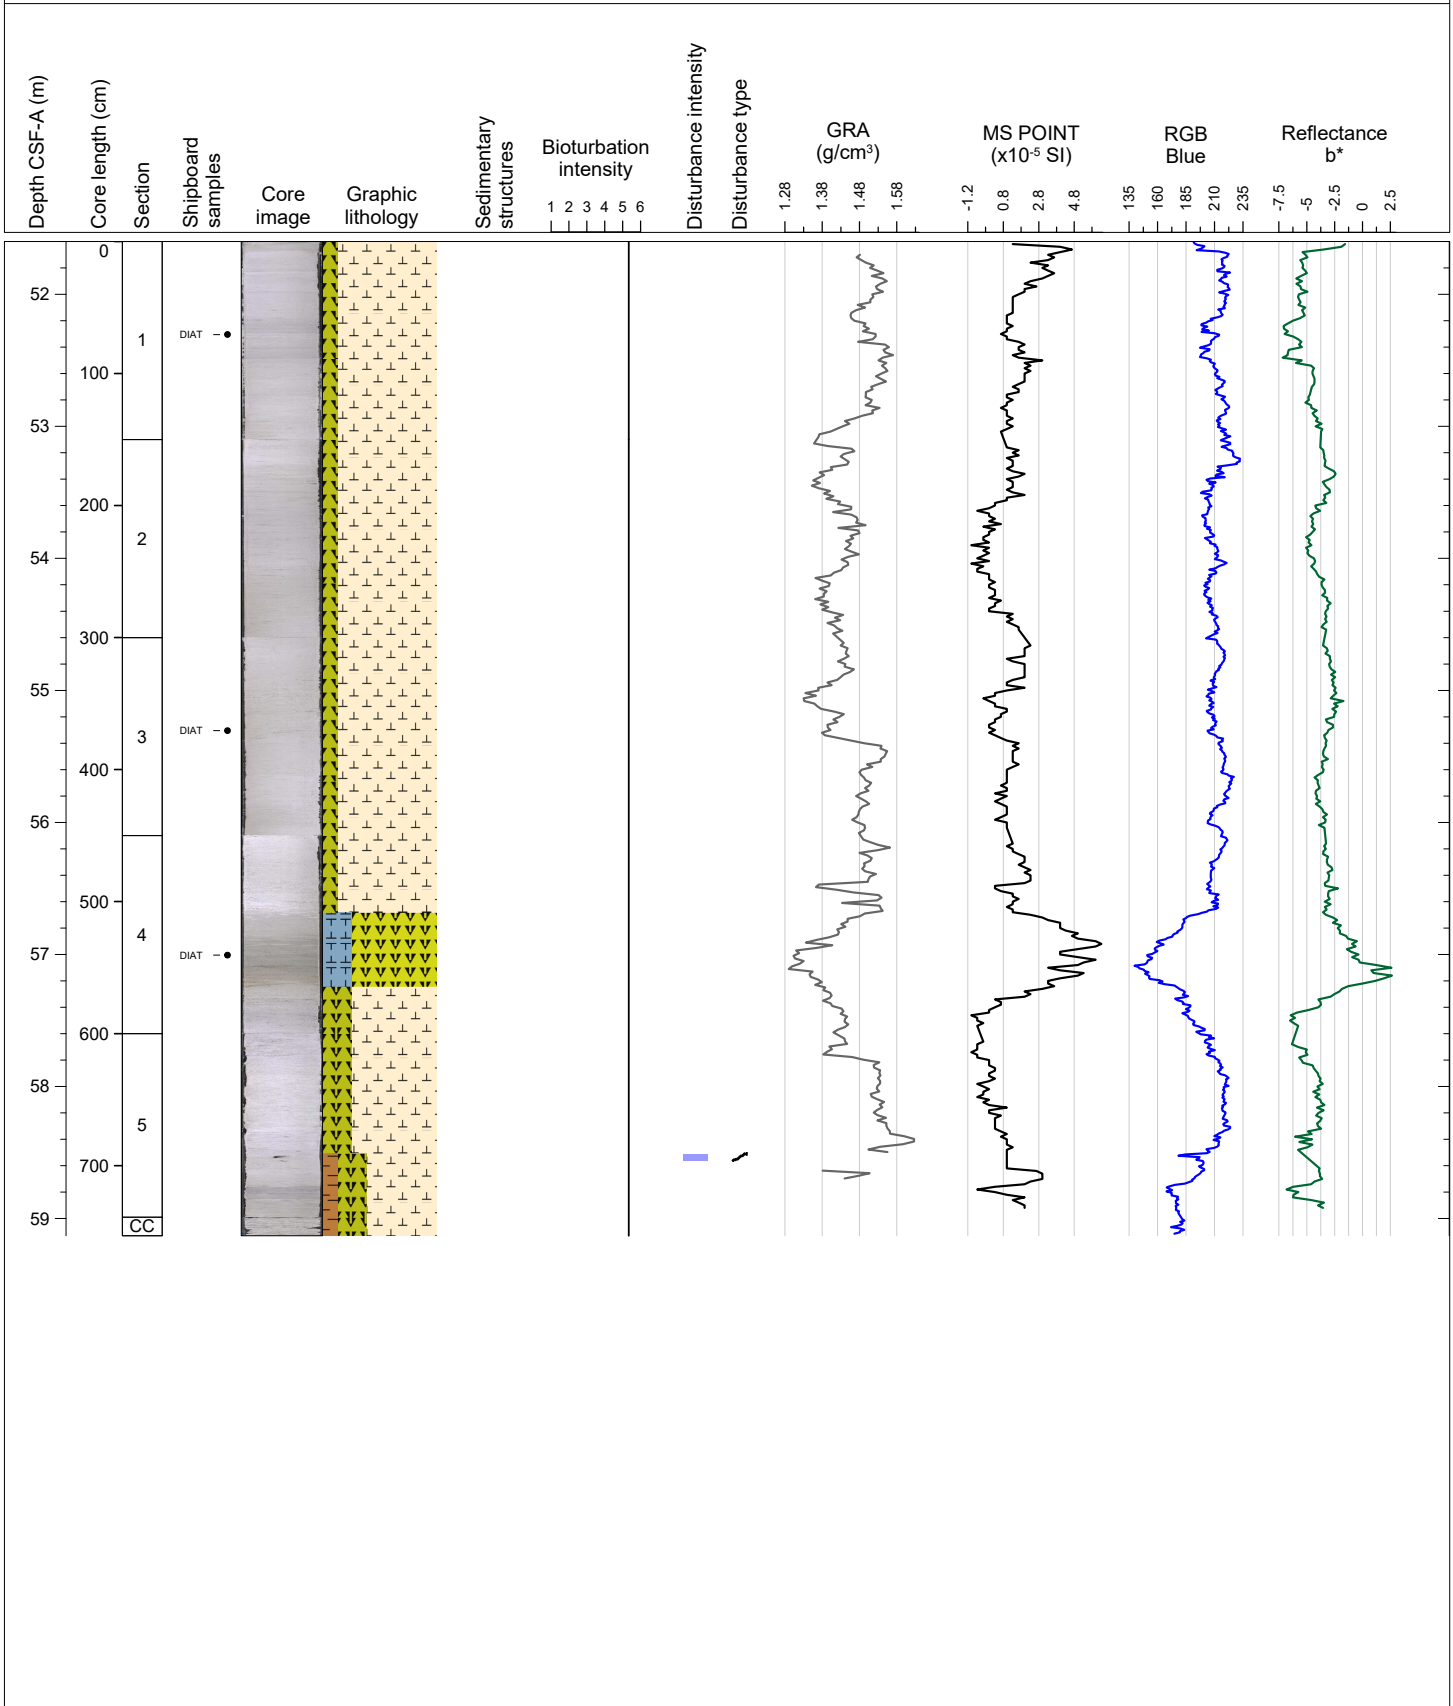 Depth CSF-A (m)
Core length (cm)
Section
Shipboard
samples
Core
image
Graphic
lithology
Sedimentary
structures
Bioturbation
intensity
1 2 3 4 5 6
Disturbance intensity
Disturbance type
GRA
(g/cm³)
1.28 1.38 1.48 1.58
MS POINT
(x10⁻⁵ SI)
-1.2 0.8 2.8 4.8
RGB
Blue
135 160 185 210 235
Reflectance
b*
-7.5 -5 -2.5 0 2.5
0
52
DIAT
1
100
53
200
2
54
300
55
DIAT
3
400
56
500
4
57
DIAT
600
58
5
700
59
CC